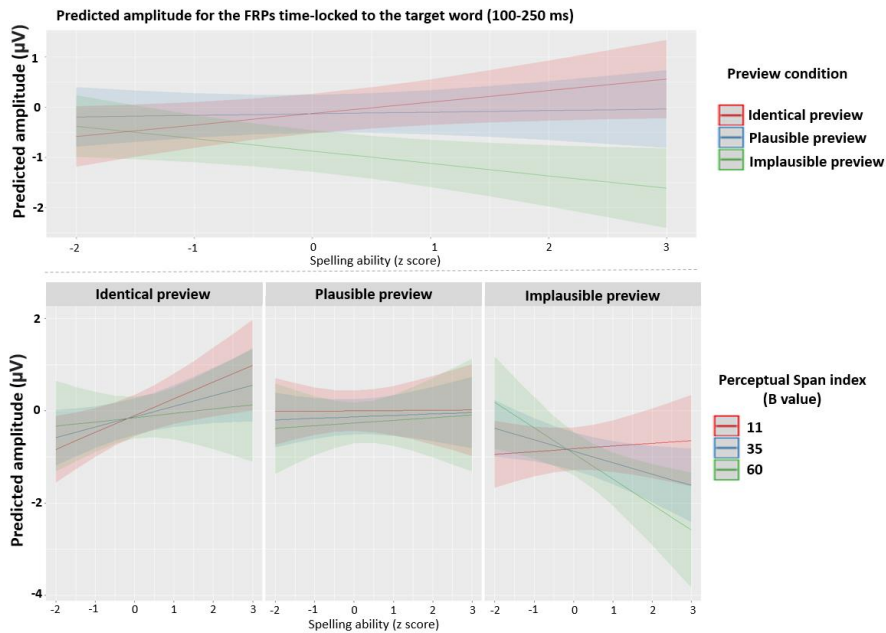 Predicted amplitude for the FRPs time-locked to the target word (100-250 ms)
Predicted amplitude (µV)
1
0
-1
-2
-2 -1 0 1 2 3
Spelling ability (z score)
Preview condition
Identical preview
Plausible preview
Implausible preview
Identical preview Plausible preview Implausible preview
Predicted amplitude (µV)
2
0
-2
-4
-2 -1 0 1 2 3 -2 -1 0 1 2 3 -2 -1 0 1 2 3
Spelling ability (z score)
Perceptual Span index
(B value)
11
35
60